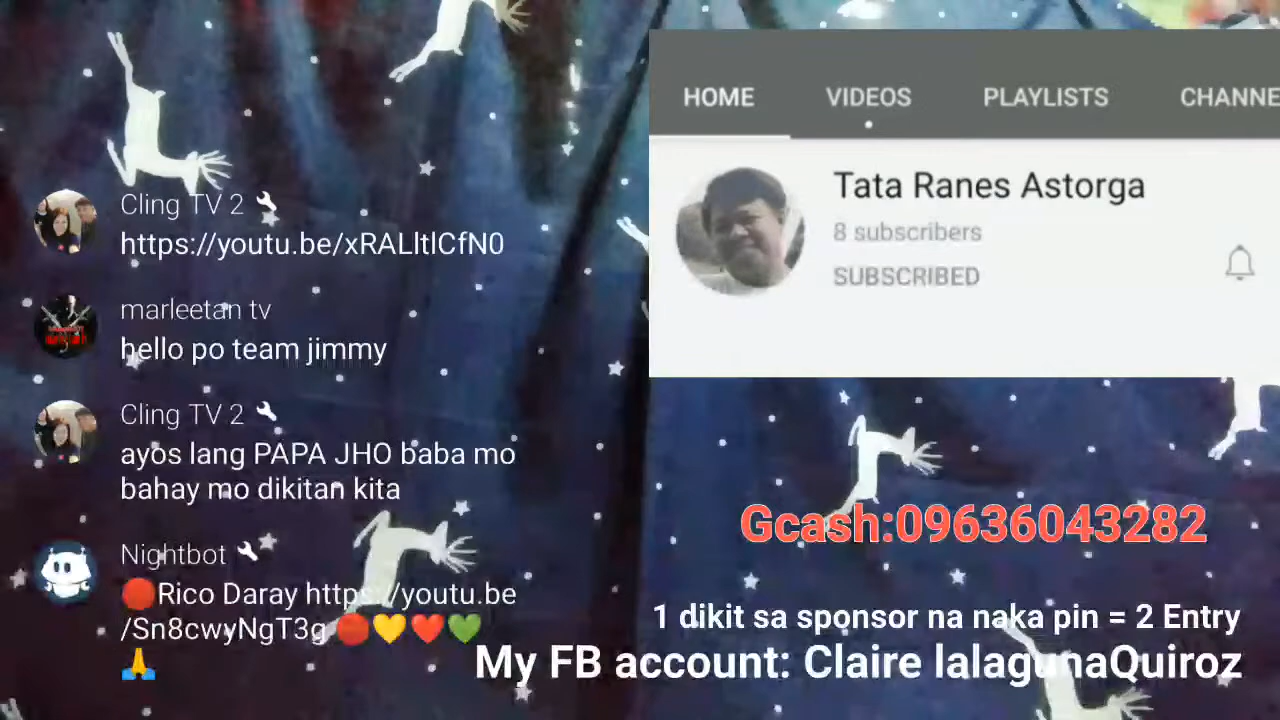 HOME VIDEOS PLAYLISTS CHANNE
Tata Ranes Astorga
8 subscribers
SUBSCRIBED
Cling TV 2
https://youtu.be/xRALltlCfN0
marleetan tv
hello po team jimmy
Cling TV 2
ayos lang PAPA JHO baba mo
bahay mo dikitan kita
Nightbot
🔴Rico Daray https://youtu.be
/Sn8cwyNgT3g 🔴💛❤️💚
🙏
Gcash:09636043282
1 dikit sa sponsor na naka pin = 2 Entry
My FB account: Claire lalagunaQuiroz